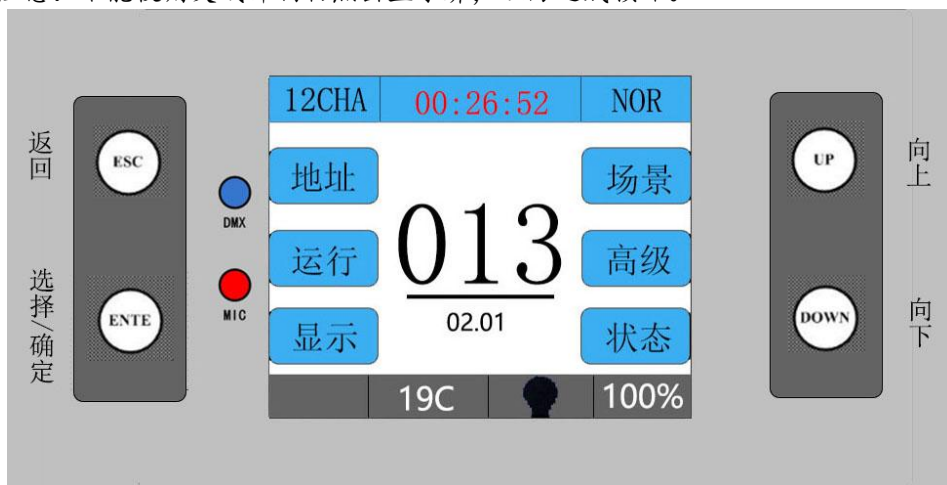 返回
ESC
选择/确定
ENTE
DMX
MIC
12CHA
00:26:52
NOR
地址
场景
013
运行
高级
02.01
显示
状态
19C
100%
UP
向上
DOWN
向下